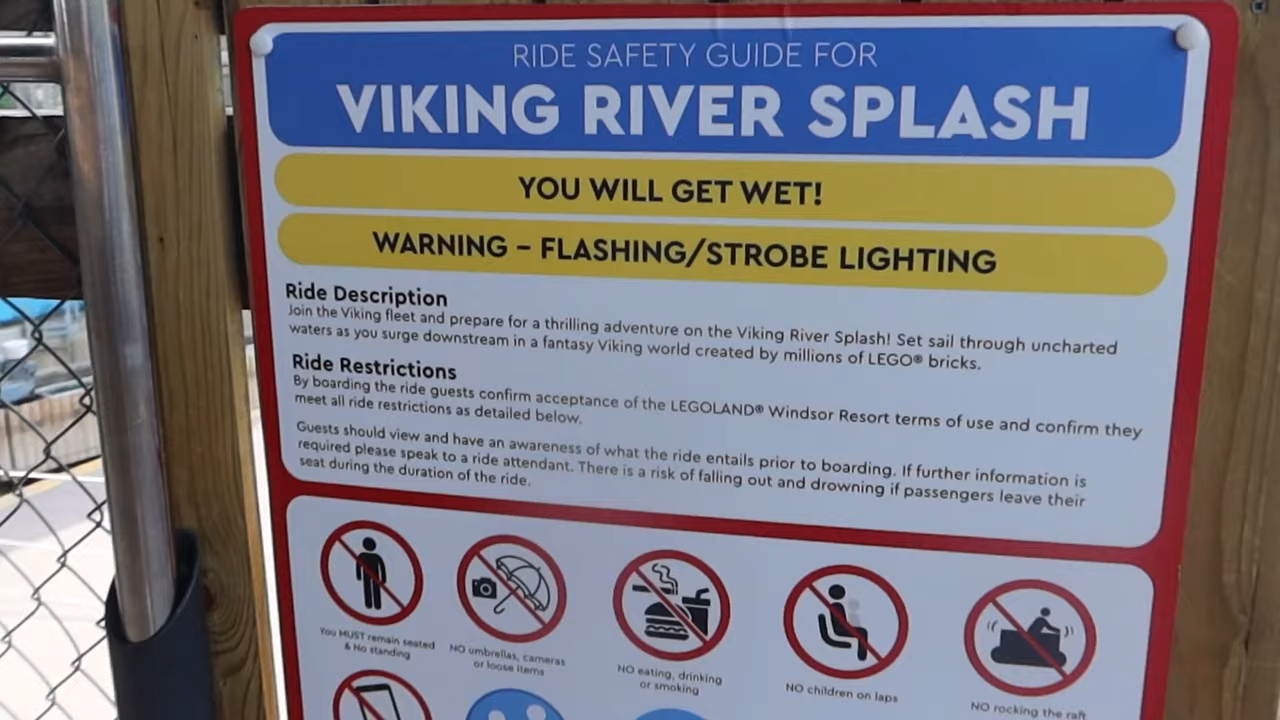 RIDE SAFETY GUIDE FOR
VIKING RIVER SPLASH
YOU WILL GET WET!
WARNING – FLASHING/STROBE LIGHTING
Ride Description
Join the Viking fleet and prepare for a thrilling adventure on the Viking River Splash! Set sail through uncharted
waters as you surge downstream in a fantasy Viking world created by millions of LEGO® bricks.
Ride Restrictions
By boarding the ride guests confirm acceptance of the LEGOLAND® Windsor Resort terms of use and confirm they
meet all ride restrictions as detailed below.
Guests should view and have an awareness of what the ride entails prior to boarding. If further information is
required please speak to a ride attendant. There is a risk of falling out and drowning if passengers leave their
seat during the duration of the ride.
You MUST remain seated
& No standing
NO umbrellas, cameras
or loose items
NO eating, drinking
or smoking
NO children on laps
NO rocking the raft